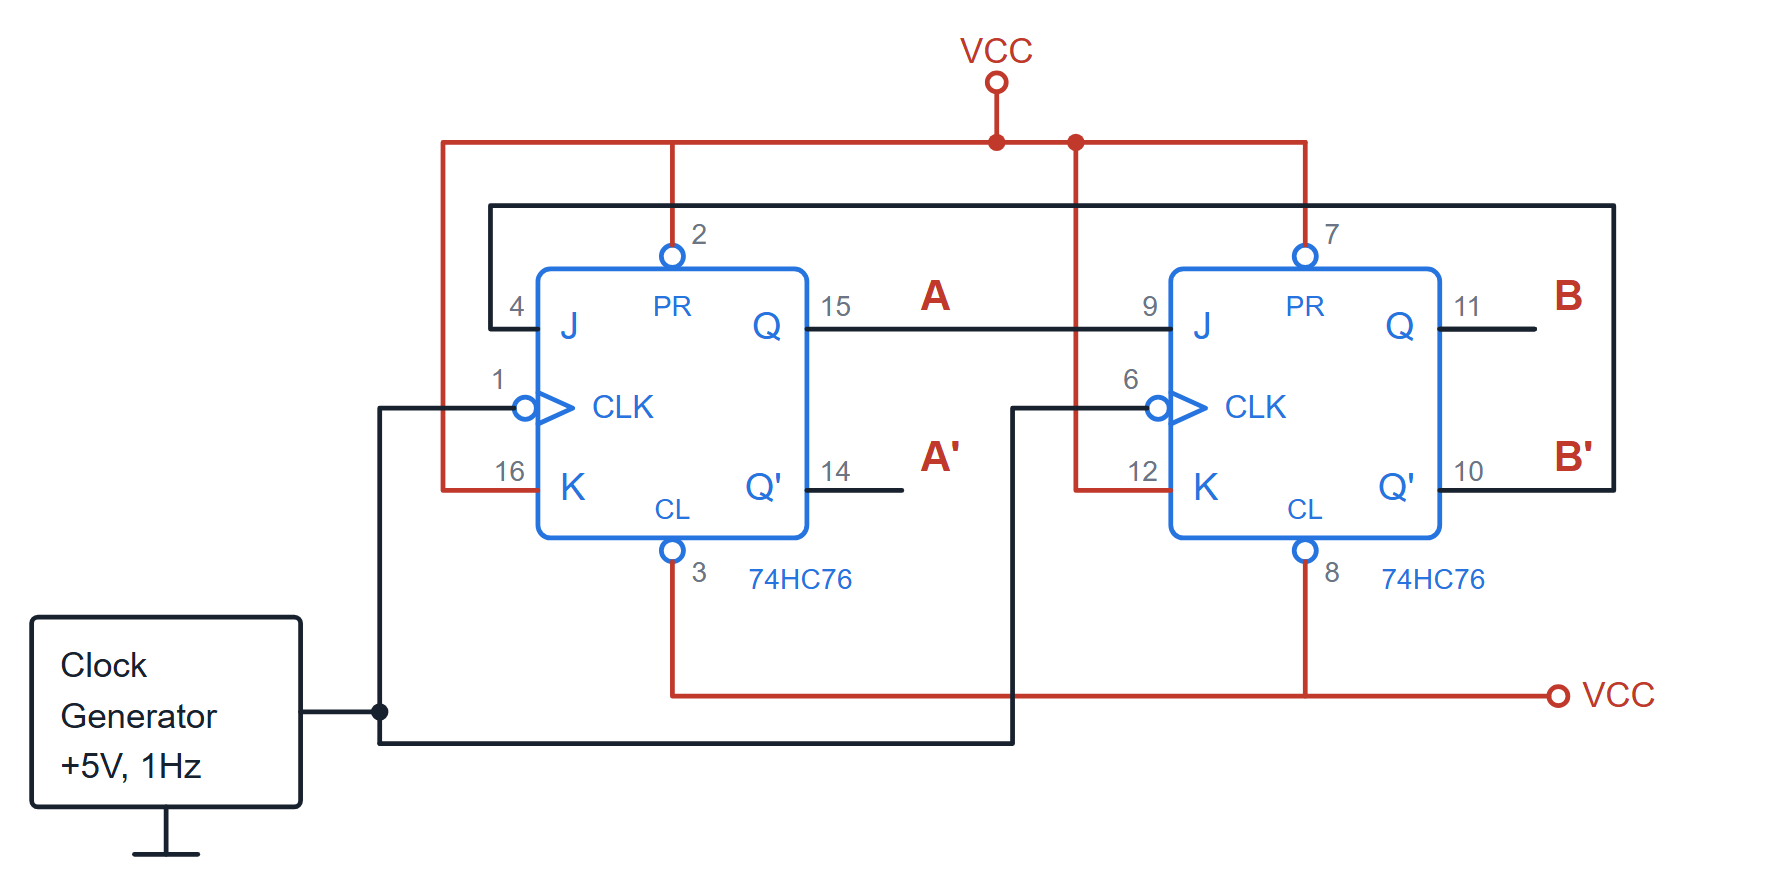 VCC
2
7
4
J
PR
Q
15
A
9
J
PR
Q
11
B
1
CLK
6
CLK
16
K
CL
Q'
14
A'
12
K
CL
Q'
10
B'
3
74HC76
8
74HC76
Clock
Generator
+5V, 1Hz
VCC